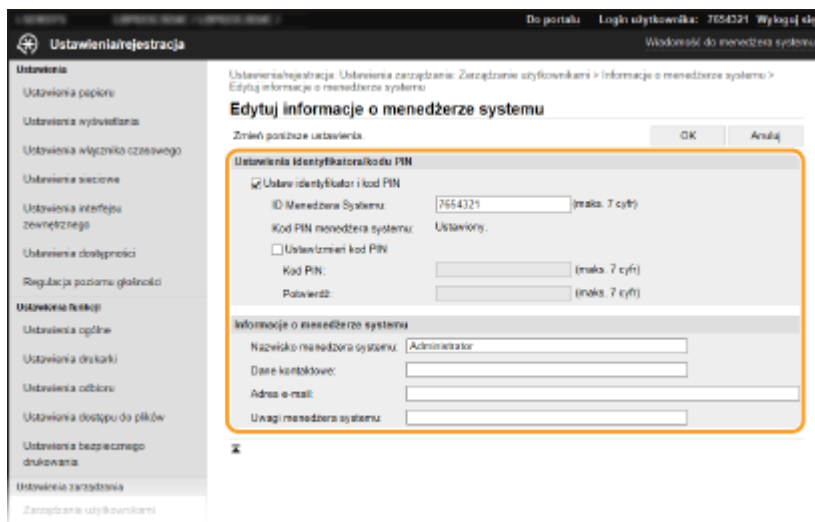 Do portalu Login użytkownika: 7654321 Wyloguj się
Ustawienia/rejestracja
Wiadomość do menedżera systemu
Ustawienia
Ustawienia papieru
Ustawienia wyświetlania
Ustawienia włącznika czasowego
Ustawienia sieciowe
Ustawienia interfejsu
zewnętrznego
Ustawienia dostępności
Regulacja poziomu głośności
Ustawienia funkcji
Ustawienia ogólne
Ustawienia drukarki
Ustawienia odbioru
Ustawienia dostępu do plików
Ustawienia bezpiecznego
drukowania
Ustawienia zarządzania
Zarządzanie użytkownikami
Ustawienia/rejestracja: Ustawienia zarządzania: Zarządzanie użytkownikami > Informacje o menedżerze systemu >
Edytuj informacje o menedżerze systemu
Edytuj informacje o menedżerze systemu
Zmień poniższe ustawienia.
OK
Anuluj
Ustawienia identyfikatora/kodu PIN
Ustaw identyfikator i kod PIN
ID Menedżera Systemu: 7654321 (maks. 7 cyfr)
Kod PIN menedżera systemu: Ustawiony.
Ustaw/zmień kod PIN
Kod PIN: (maks. 7 cyfr)
Potwierdź: (maks. 7 cyfr)
Informacje o menedżerze systemu
Nazwisko menedżera systemu: Administrator
Dane kontaktowe:
Adres e-mail:
Uwagi menedżera systemu: